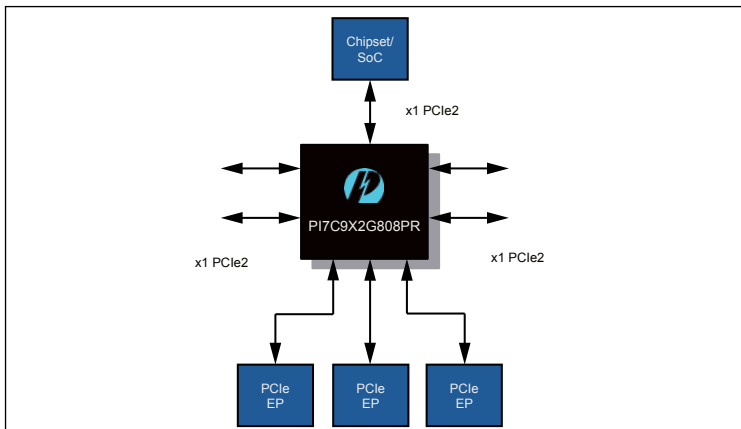 Chipset/
SoC
x1 PCIe2
PI7C9X2G808PR
x1 PCIe2
x1 PCIe2
PCIe
EP
PCIe
EP
PCIe
EP